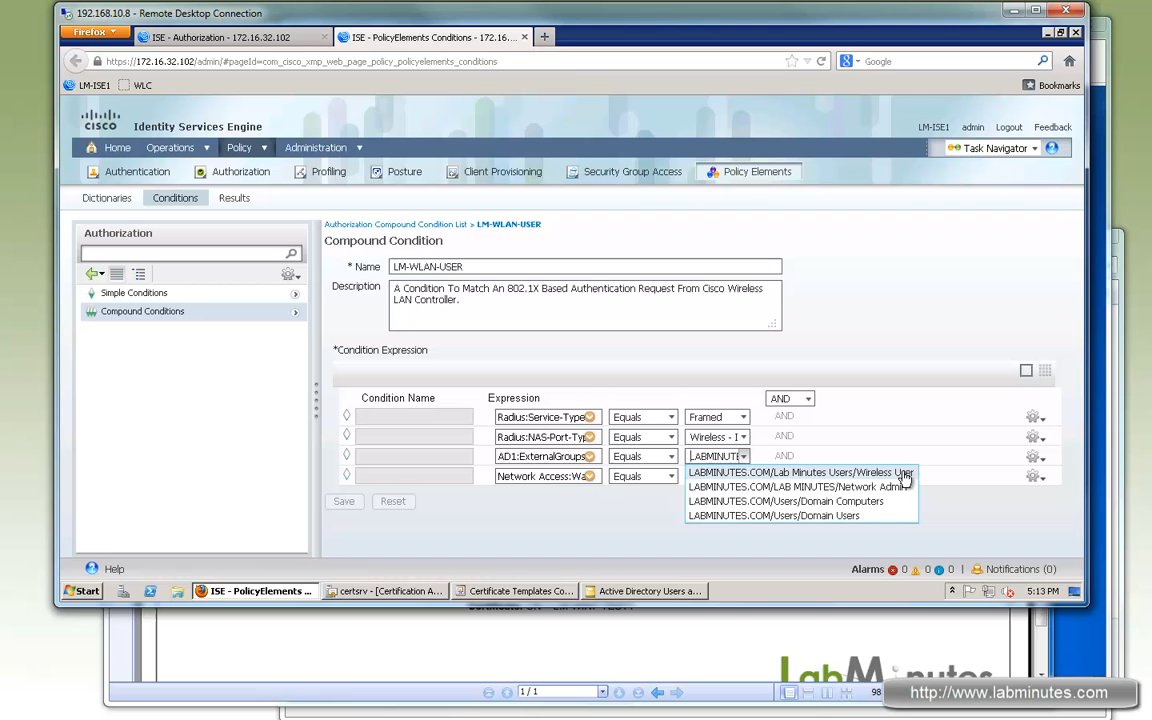 192.168.10.8 - Remote Desktop Connection
Firefox
ISE - Authorization - 172.16.32.102
ISE - PolicyElements Conditions - 172.16....
https://172.16.32.102/admin/#pageId=com_cisco_xmp_web_page_policy_policyelements_conditions
Google
LM-ISE1
WLC
Bookmarks
CISCO
Identity Services Engine
LM-ISE1
admin
Logout
Feedback
Home
Operations
Policy
Administration
Task Navigator
Authentication
Authorization
Profiling
Posture
Client Provisioning
Security Group Access
Policy Elements
Dictionaries
Conditions
Results
Authorization
Simple Conditions
Compound Conditions
Authorization Compound Condition List > LM-WLAN-USER
Compound Condition
* Name
LM-WLAN-USER
Description
A Condition To Match An 802.1X Based Authentication Request From Cisco Wireless
LAN Controller.
*Condition Expression
Condition Name
Expression
AND
Radius:Service-Type
Equals
Framed
AND
Radius:NAS-Port-Typ
Equals
Wireless - I
AND
AD1:ExternalGroups
Equals
LABMINUTE
AND
Network Access:Wa
Equals
LABMINUTES.COM/Lab Minutes Users/Wireless User
LABMINUTES.COM/LAB MINUTES/Network Admin
LABMINUTES.COM/Users/Domain Computers
LABMINUTES.COM/Users/Domain Users
Save
Reset
Help
Alarms
0
0
0
Notifications (0)
Start
ISE - PolicyElements ...
certsrv - [Certification A...
Certificate Templates Co...
Active Directory Users a...
5:13 PM
LabMinutes
1 / 1
98
http://www.labminutes.com